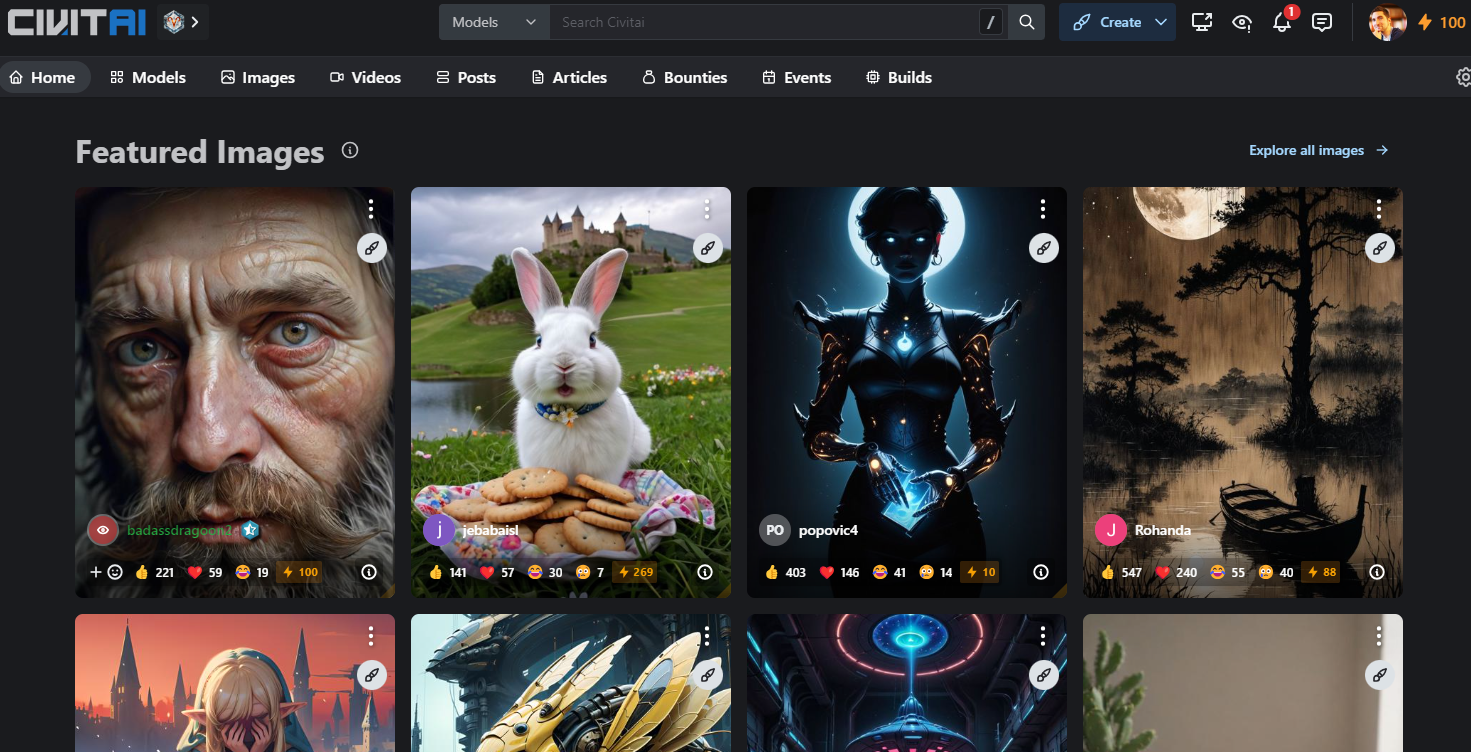 CIVITAI
Models
Search Civitai
/
Create
1
100
Home
Models
Images
Videos
Posts
Articles
Bounties
Events
Builds
Featured Images
Explore all images
badassdragoon2
221 59 19 100
j jebabaisl
141 57 30 7 269
PO popovic4
403 146 41 14 10
J Rohanda
547 240 55 40 88